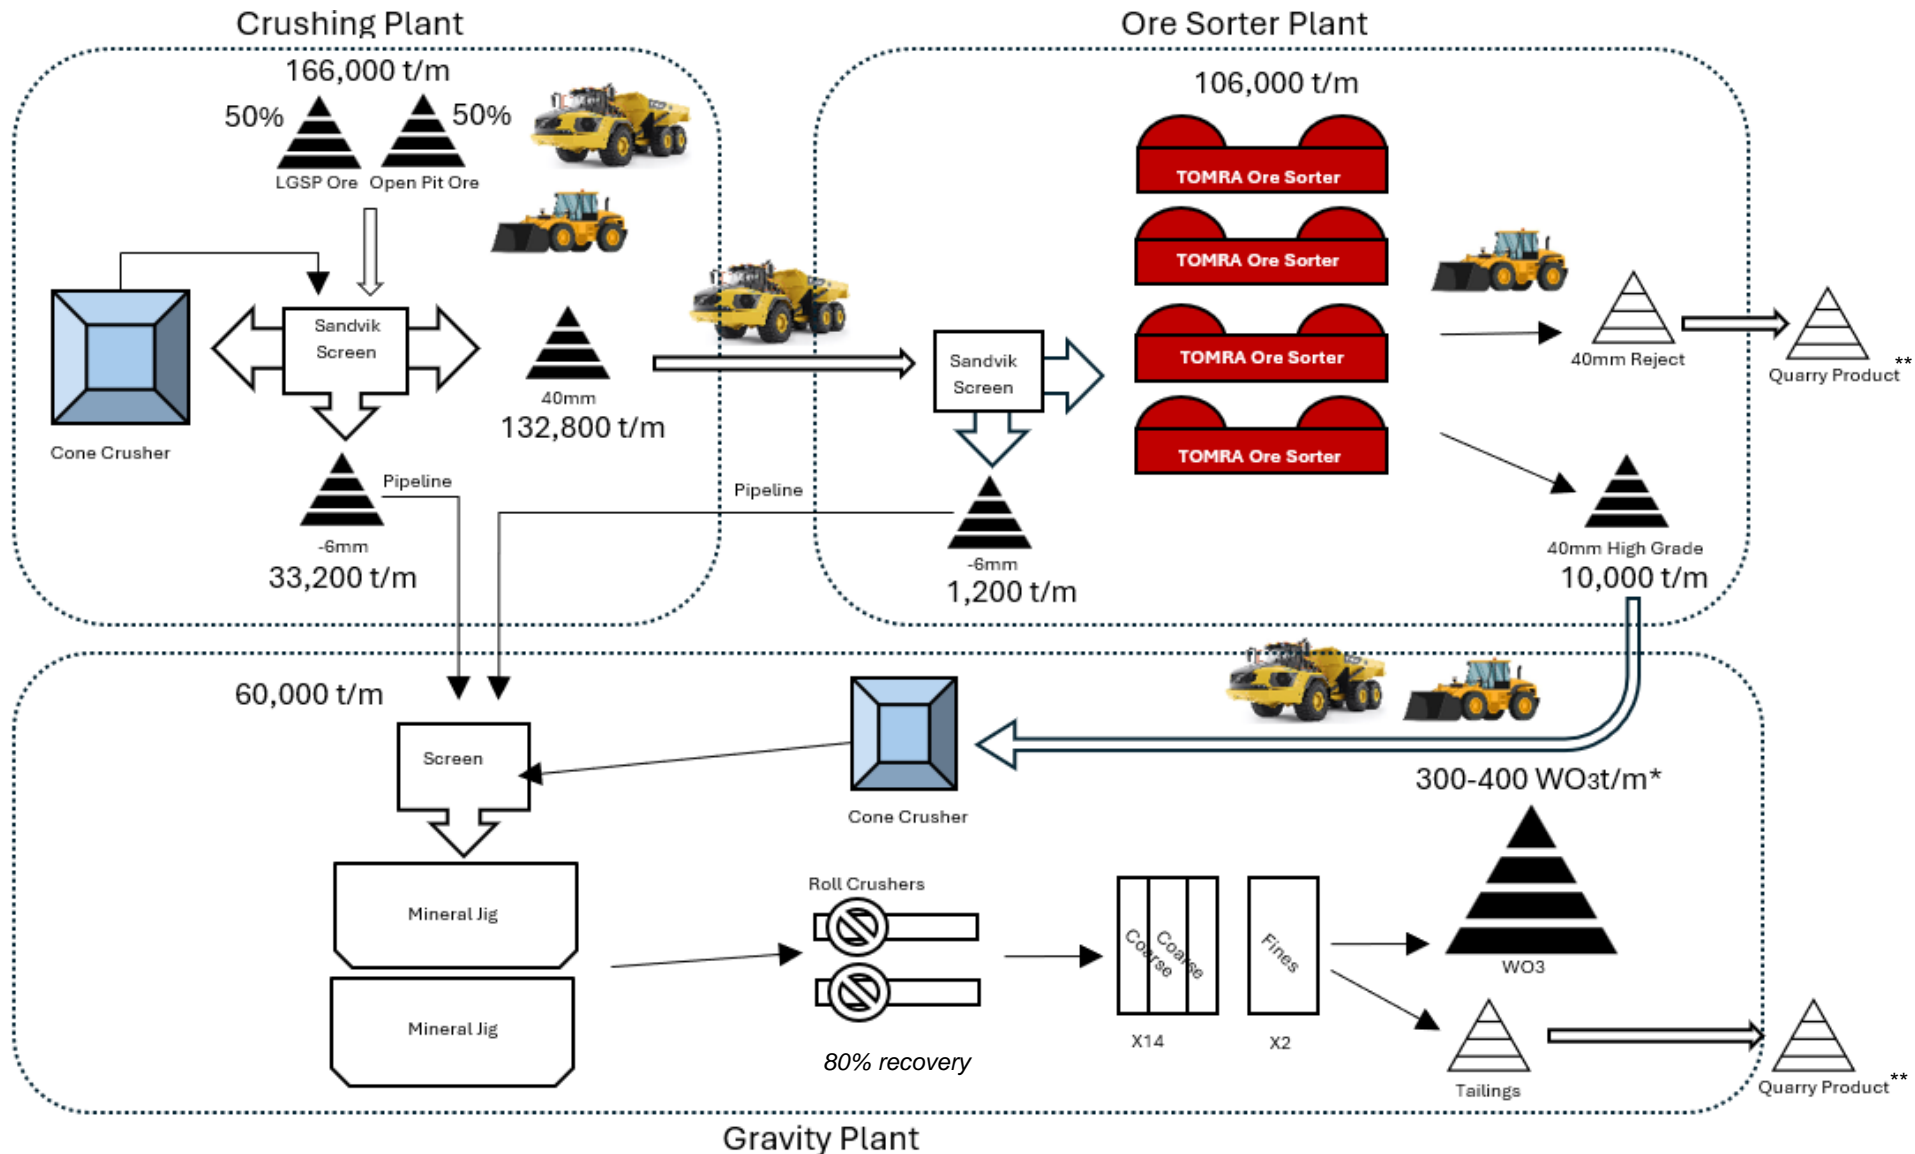 Crushing Plant
166,000 t/m
50%
50%
LGSP Ore
Open Pit Ore
Sandvik
Screen
Cone Crusher
40mm
132,800 t/m
Pipeline
-6mm
33,200 t/m
Ore Sorter Plant
106,000 t/m
TOMRA Ore Sorter
TOMRA Ore Sorter
TOMRA Ore Sorter
TOMRA Ore Sorter
Sandvik
Screen
Pipeline
-6mm
1,200 t/m
40mm Reject
Quarry Product**
40mm High Grade
10,000 t/m
60,000 t/m
Screen
Cone Crusher
Mineral Jig
Mineral Jig
Roll Crushers
80% recovery
Coarse
Coarse
X14
Fines
X2
300-400 WO3t/m*
WO3
Tailings
Quarry Product**
Gravity Plant